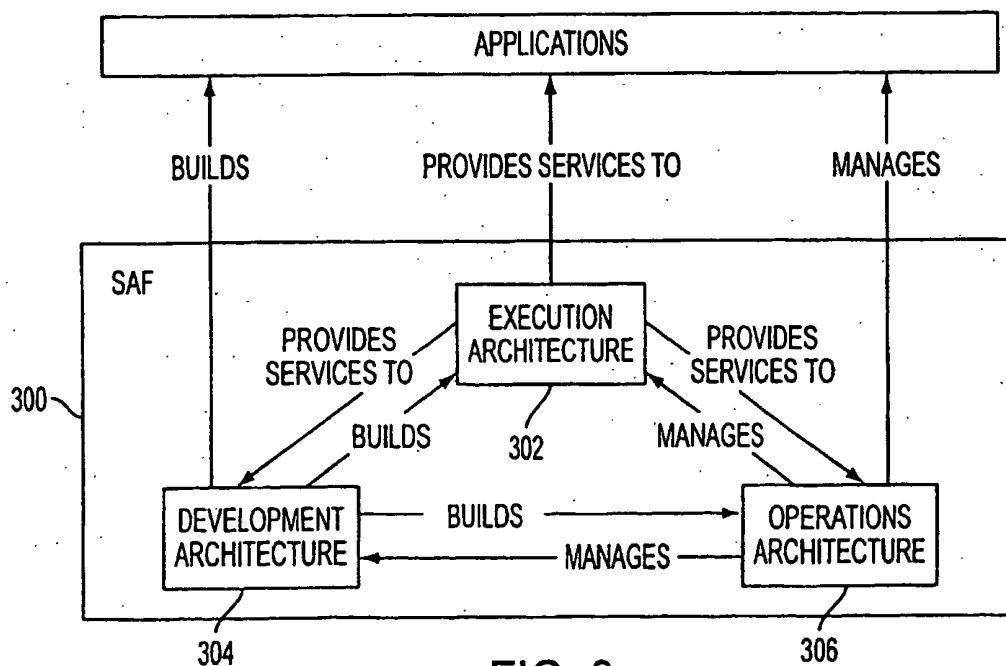 APPLICATIONS
BUILDS
PROVIDES SERVICES TO
MANAGES
SAF
EXECUTION
ARCHITECTURE
PROVIDES
SERVICES TO
PROVIDES
SERVICES TO
300
BUILDS
302
MANAGES
DEVELOPMENT
ARCHITECTURE
BUILDS
MANAGES
OPERATIONS
ARCHITECTURE
304
306